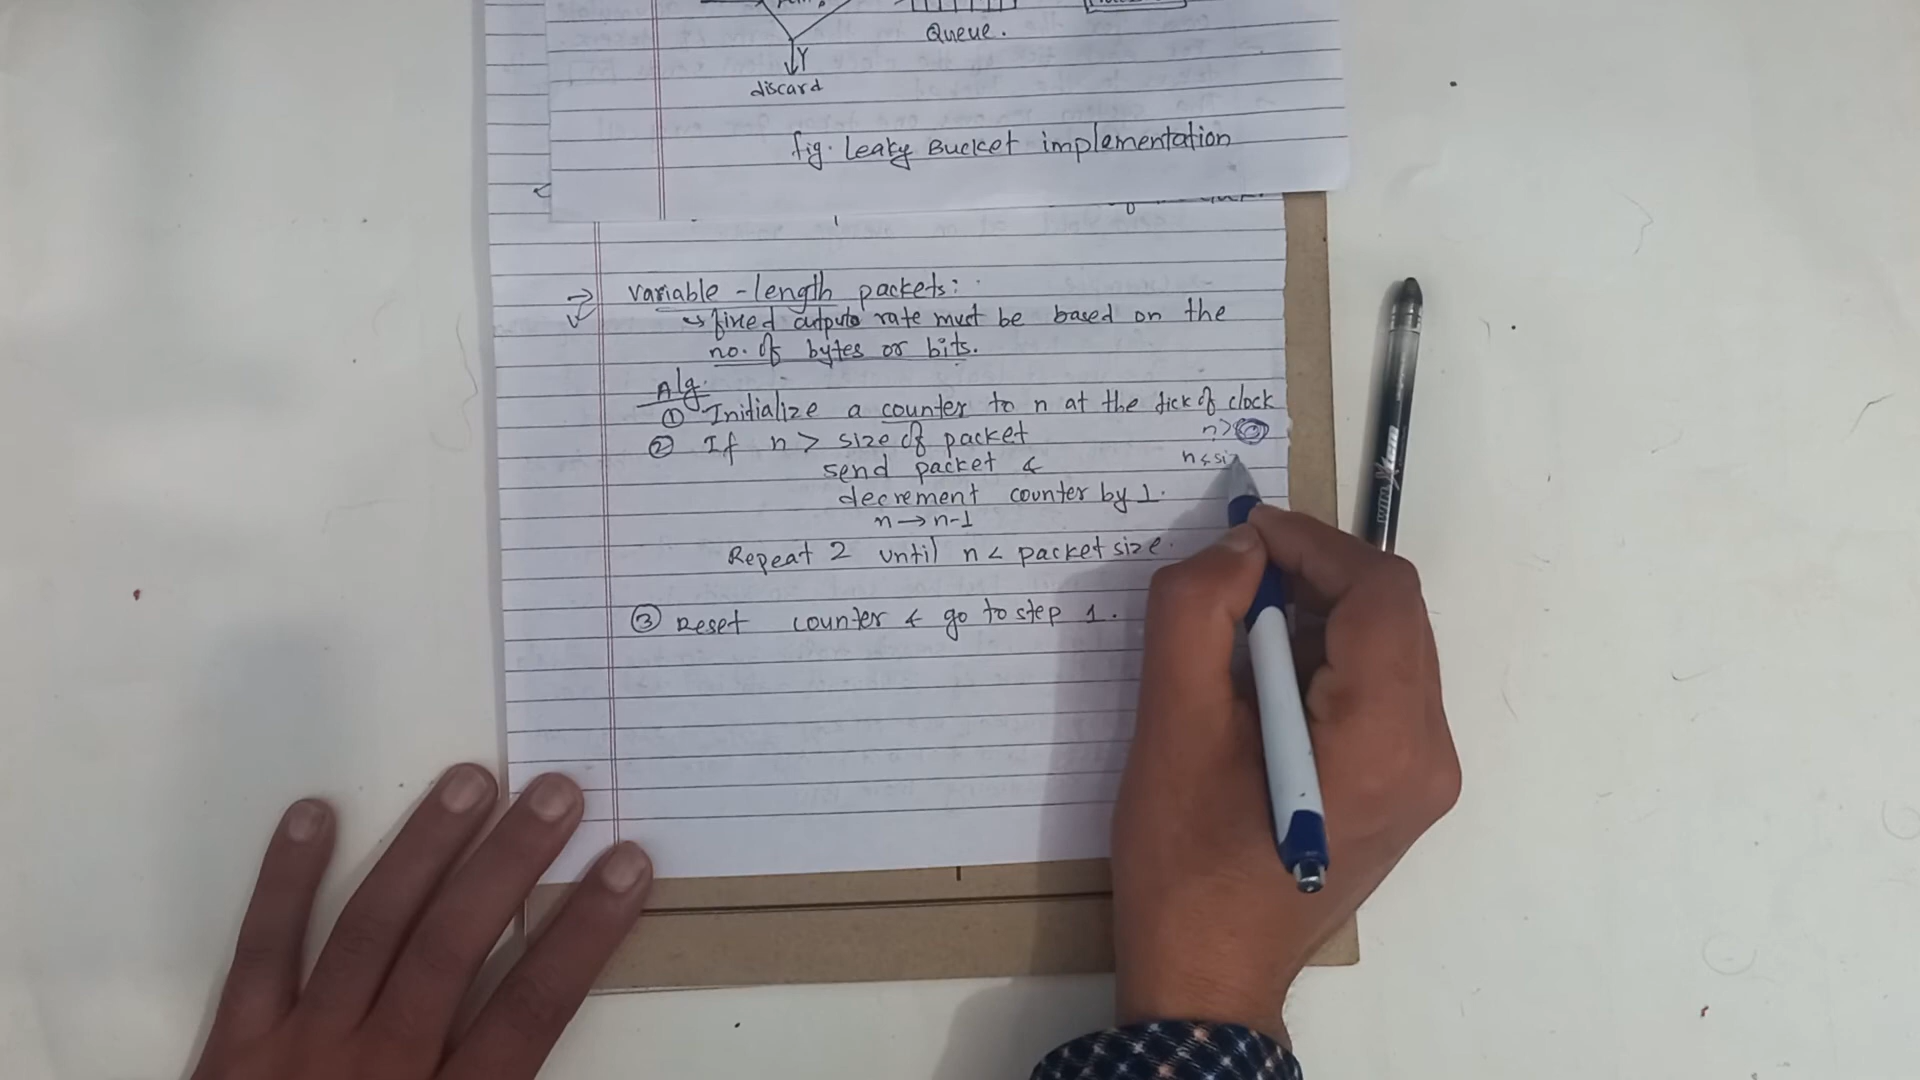 Queue.
Y
discard
fig. Leaky Bucket implementation
variable-length packets:
↳ fixed output rate must be based on the
no. of bytes or bits.
Alg.
① Initialize a counter to n at the tick of clock
② If n > size of packet
n >
send packet &
n < siz
decrement counter by 1.
n → n-1
Repeat 2 until n < packet size.
③ Reset counter & go to step 1.